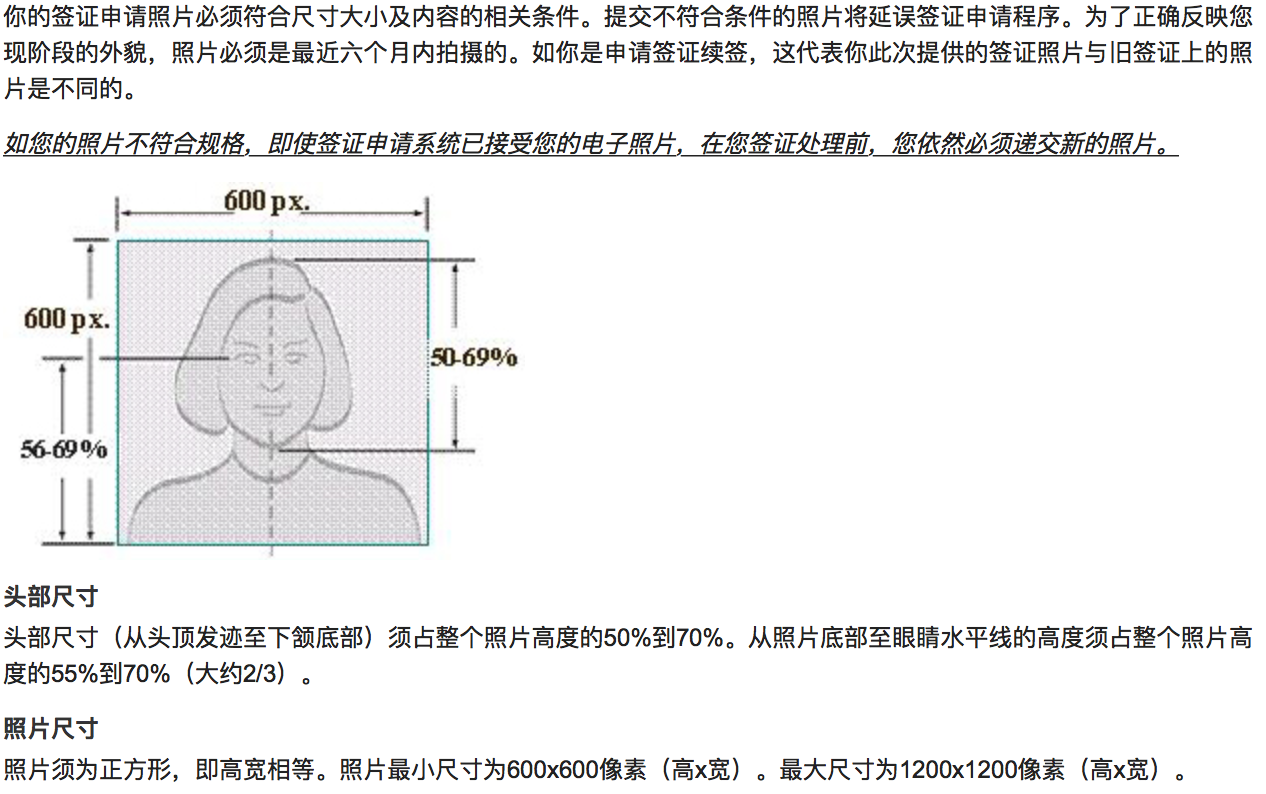 你的签证申请照片必须符合尺寸大小及内容的相关条件。提交不符合条件的照片将延误签证申请程序。为了正确反映您
现阶段的外貌，照片必须是最近六个月内拍摄的。如你是申请签证续签，这代表你此次提供的签证照片与旧签证上的照
片是不同的。
如您的照片不符合规格，即使签证申请系统已接受您的电子照片，在您签证处理前，您依然必须递交新的照片。
600 px.
600 px.
50-69%
56-69%
头部尺寸
头部尺寸（从头顶发迹至下颔底部）须占整个照片高度的50%到70%。从照片底部至眼睛水平线的高度须占整个照片高
度的55%到70%（大约2/3）。
照片尺寸
照片须为正方形，即高宽相等。照片最小尺寸为600x600像素（高x宽）。最大尺寸为1200x1200像素（高x宽）。